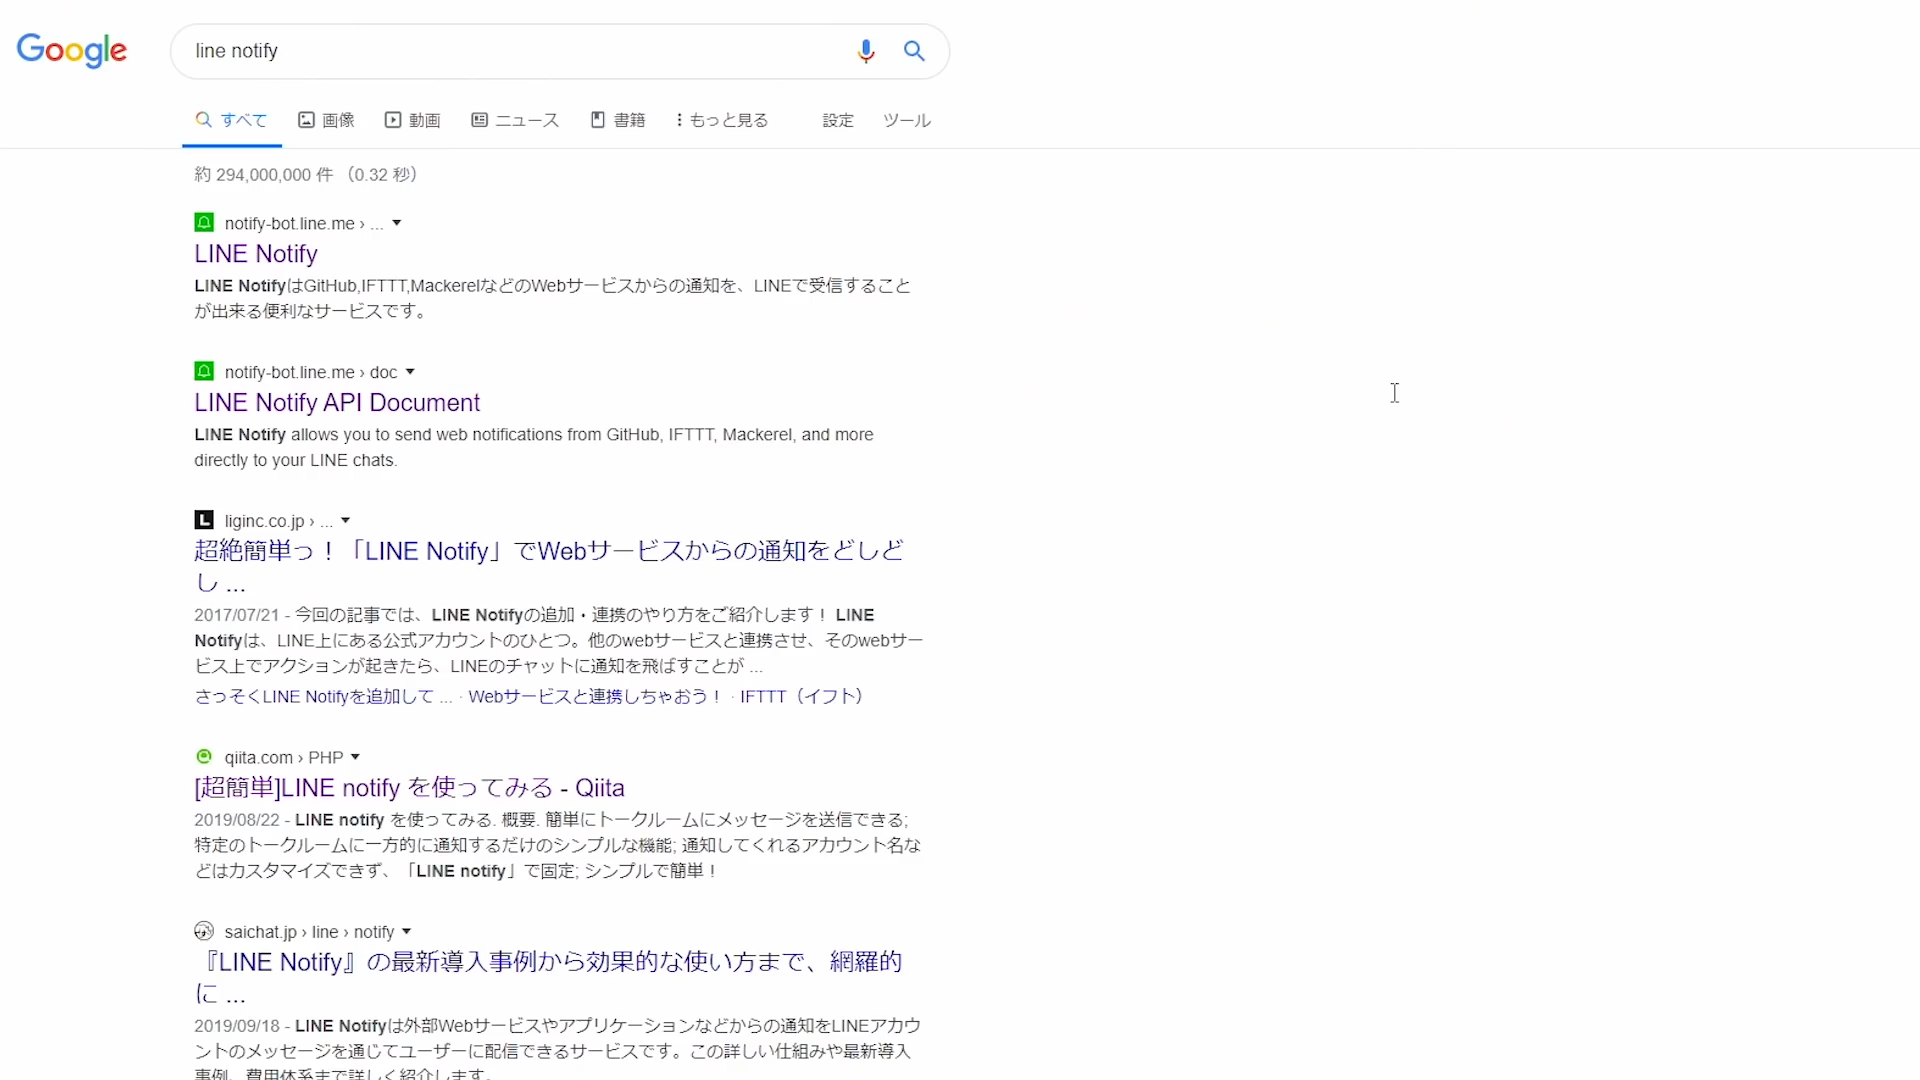 Google
line notify
すべて 画像 動画 ニュース 書籍 もっと見る 設定 ツール
約 294,000,000 件 （0.32 秒）
notify-bot.line.me › ...
LINE Notify
LINE NotifyはGitHub,IFTTT,MackerelなどのWebサービスからの通知を、LINEで受信すること
が出来る便利なサービスです。
notify-bot.line.me › doc
LINE Notify API Document
LINE Notify allows you to send web notifications from GitHub, IFTTT, Mackerel, and more
directly to your LINE chats.
L
liginc.co.jp › ...
超絶簡単っ！「LINE Notify」でWebサービスからの通知をどしど
し ...
2017/07/21 - 今回の記事では、LINE Notifyの追加・連携のやり方をご紹介します！ LINE
Notifyは、LINE上にある公式アカウントのひとつ。他のwebサービスと連携させ、そのwebサー
ビス上でアクションが起きたら、LINEのチャットに通知を飛ばすことが ...
さっそくLINE Notifyを追加して ... · Webサービスと連携しちゃおう！ · IFTTT（イフト）
qiita.com › PHP
[超簡単]LINE notify を使ってみる - Qiita
2019/08/22 - LINE notify を使ってみる. 概要. 簡単にトークルームにメッセージを送信できる;
特定のトークルームに一方的に通知するだけのシンプルな機能; 通知してくれるアカウント名な
どはカスタマイズできず、「LINE notify」で固定; シンプルで簡単！
saichat.jp › line › notify
『LINE Notify』の最新導入事例から効果的な使い方まで、網羅的
に ...
2019/09/18 - LINE Notifyは外部Webサービスやアプリケーションなどからの通知をLINEアカウ
ントのメッセージを通じてユーザーに配信できるサービスです。この詳しい仕組みや最新導入
事例、費用体系まで詳しく紹介します。